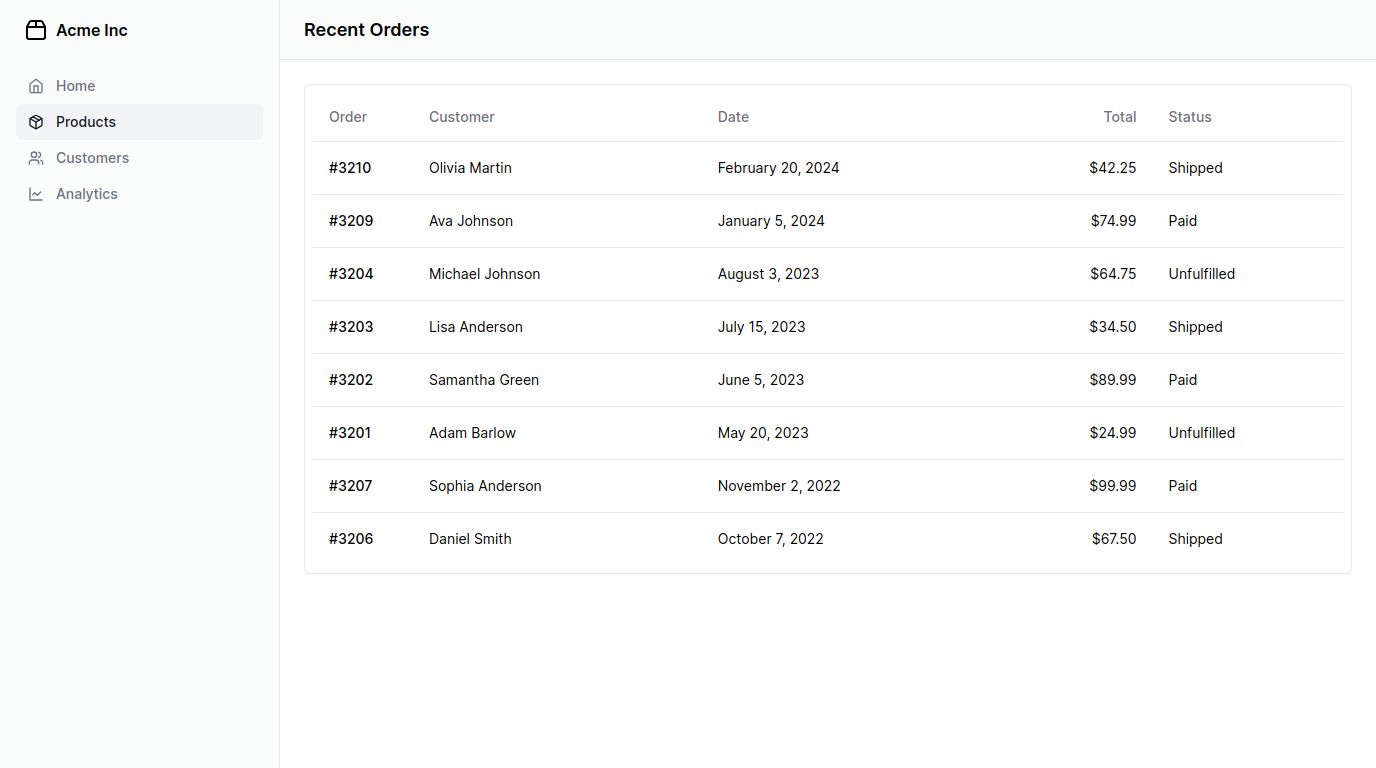 Acme Inc
Home
Products
Customers
Analytics
Recent Orders
Order Customer Date Total Status
#3210 Olivia Martin February 20, 2024 $42.25 Shipped
#3209 Ava Johnson January 5, 2024 $74.99 Paid
#3204 Michael Johnson August 3, 2023 $64.75 Unfulfilled
#3203 Lisa Anderson July 15, 2023 $34.50 Shipped
#3202 Samantha Green June 5, 2023 $89.99 Paid
#3201 Adam Barlow May 20, 2023 $24.99 Unfulfilled
#3207 Sophia Anderson November 2, 2022 $99.99 Paid
#3206 Daniel Smith October 7, 2022 $67.50 Shipped